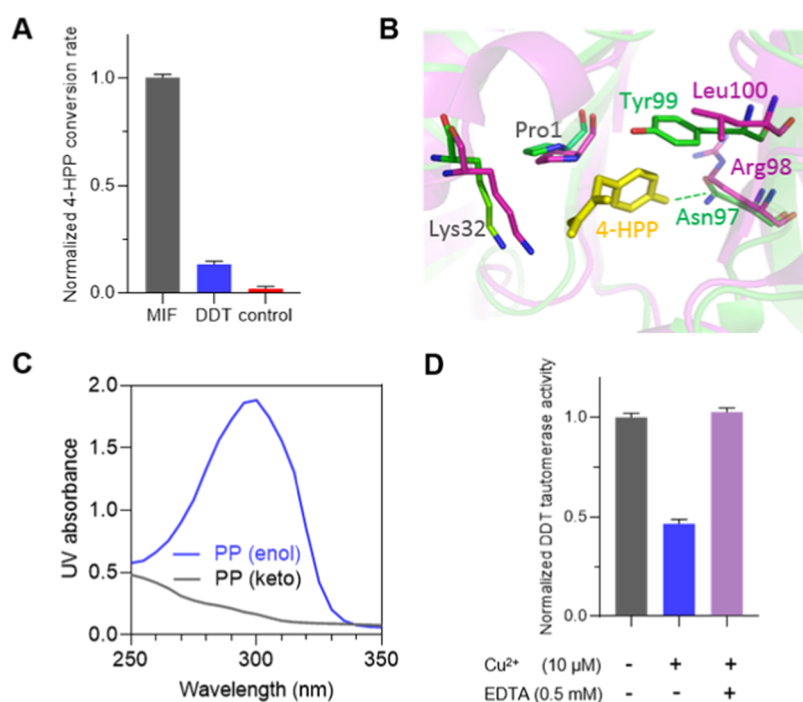 A
Normalized 4-HPP conversion rate
1.0
0.5
0.0
MIF DDT control
B
Leu100
Tyr99
Pro1
Arg98
Lys32
4-HPP
Asn97
C
UV absorbance
2.0
1.5
1.0
0.5
0.0
PP (enol)
PP (keto)
250 300 350
Wavelength (nm)
D
Normalized DDT tautomerase activity
1.0
0.5
0.0
Cu²⁺ (10 µM) - + +
EDTA (0.5 mM) - - +